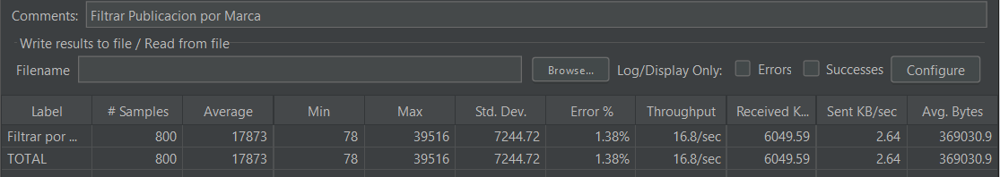 Comments: Filtrar Publicacion por Marca
Write results to file / Read from file
Filename Browse... Log/Display Only: Errors Successes Configure
Label # Samples Average Min Max Std. Dev. Error % Throughput Received K... Sent KB/sec Avg. Bytes
Filtrar por ... 800 17873 78 39516 7244.72 1.38% 16.8/sec 6049.59 2.64 369030.9
TOTAL 800 17873 78 39516 7244.72 1.38% 16.8/sec 6049.59 2.64 369030.9